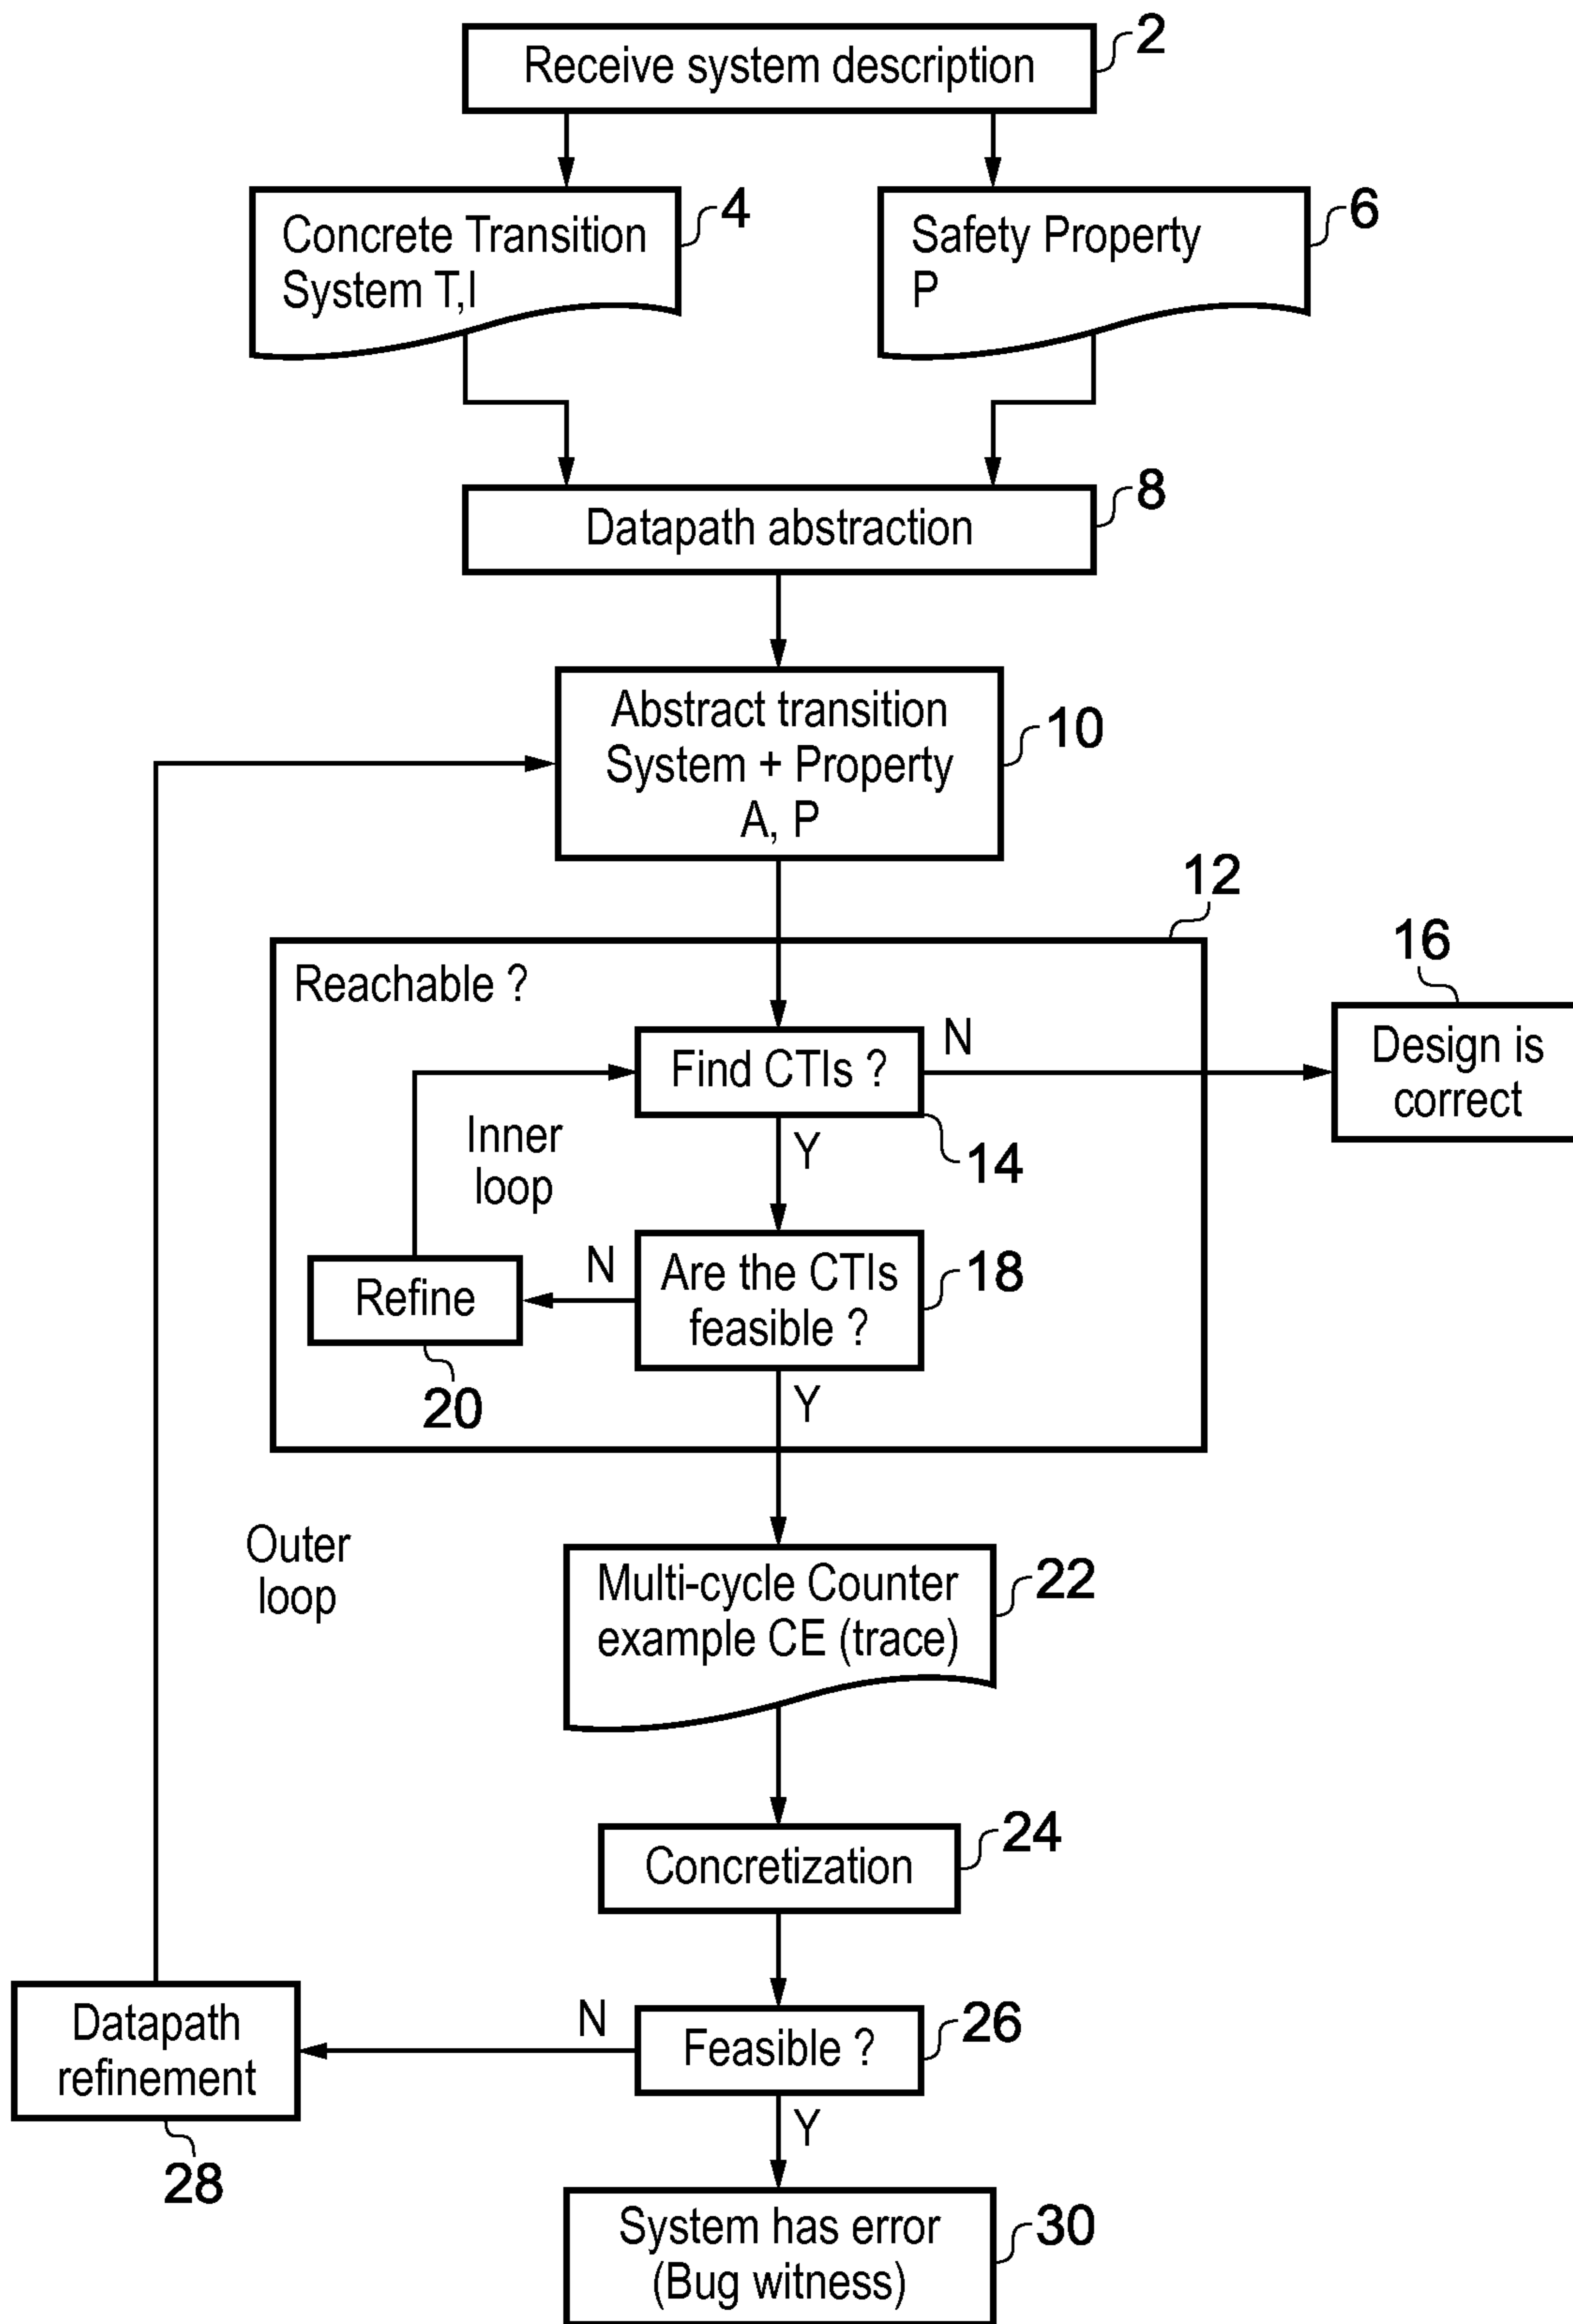 Receive system description
2
Concrete Transition
System T,I
4
Safety Property
P
6
Datapath abstraction
8
Abstract transition
System + Property
A, P
10
12
Reachable ?
Find CTIs ?
N
14
Y
16
Design is
correct
Inner
loop
Are the CTIs
feasible ?
18
N
Refine
20
Y
Outer
loop
Multi-cycle Counter
example CE (trace)
22
Concretization
24
Feasible ?
26
N
Datapath
refinement
28
Y
System has error
(Bug witness)
30